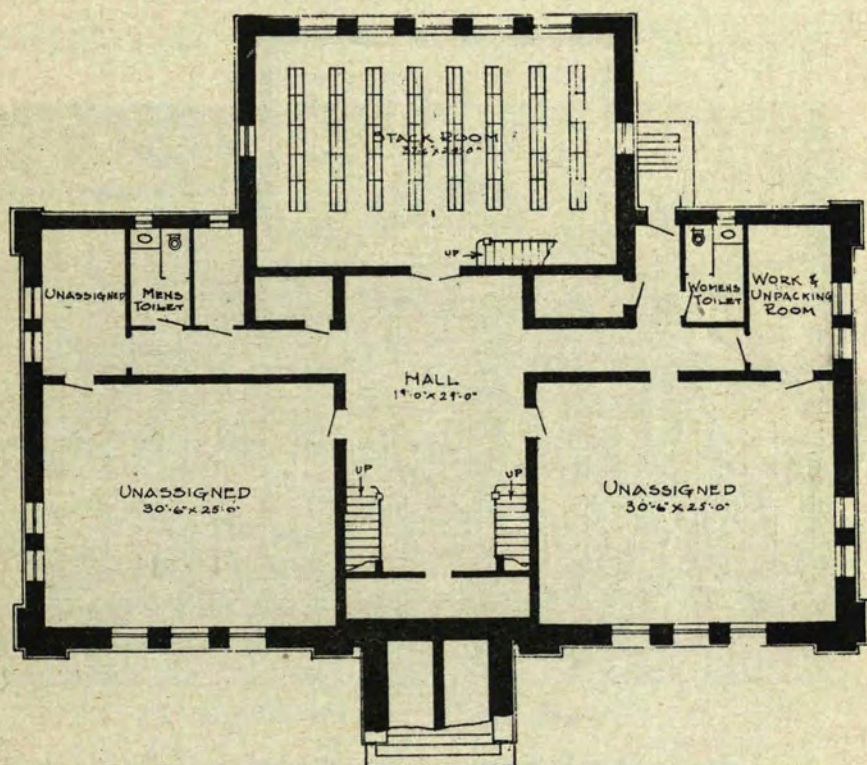 STACK ROOM
UP
UNASSIGNED
MENS
TOILET
WOMENS
TOILET
WORK &
UNPACKING
ROOM
HALL
19'-0" X 29'-0"
UP
UP
UNASSIGNED
30'-6" X 25'-0"
UNASSIGNED
30'-6" X 25'-0"